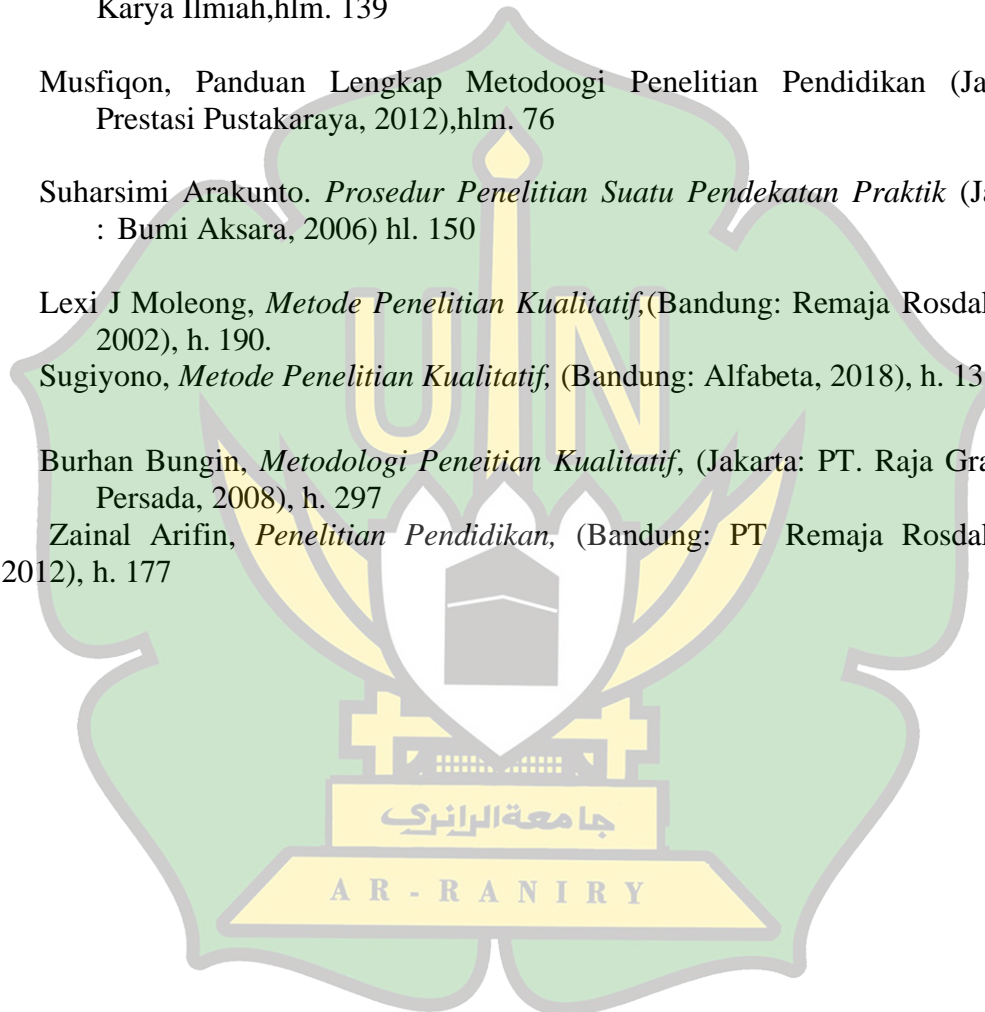 Karya Ilmiah,hlm. 139
Musfiqon, Panduan Lengkap Metodoogi Penelitian Pendidikan (Ja
Prestasi Pustakaraya, 2012),hlm. 76
Suharsimi Arakunto. Prosedur Penelitian Suatu Pendekatan Praktik (Ja
: Bumi Aksara, 2006) hl. 150
Lexi J Moleong, Metode Penelitian Kualitatif,(Bandung: Remaja Rosdal
2002), h. 190.
Sugiyono, Metode Penelitian Kualitatif, (Bandung: Alfabeta, 2018), h. 13
Burhan Bungin, Metodologi Peneitian Kualitatif, (Jakarta: PT. Raja Gra
Persada, 2008), h. 297
Zainal Arifin, Penelitian Pendidikan, (Bandung: PT Remaja Rosdal
2012), h. 177
UIN
جامعة الرانري
AR-RANIRY